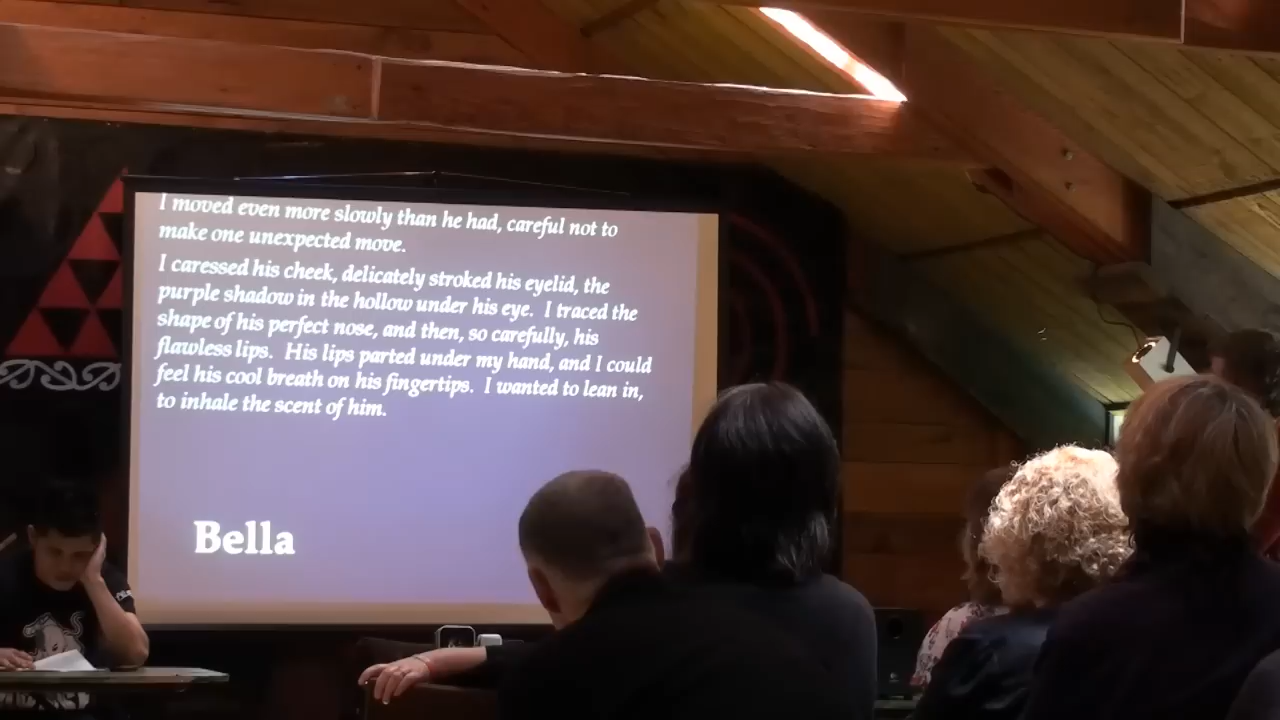 I moved even more slowly than he had, careful not to
make one unexpected move.
I caressed his cheek, delicately stroked his eyelid, the
purple shadow in the hollow under his eye. I traced the
shape of his perfect nose, and then, so carefully, his
flawless lips. His lips parted under my hand, and I could
feel his cool breath on his fingertips. I wanted to lean in,
to inhale the scent of him.
Bella